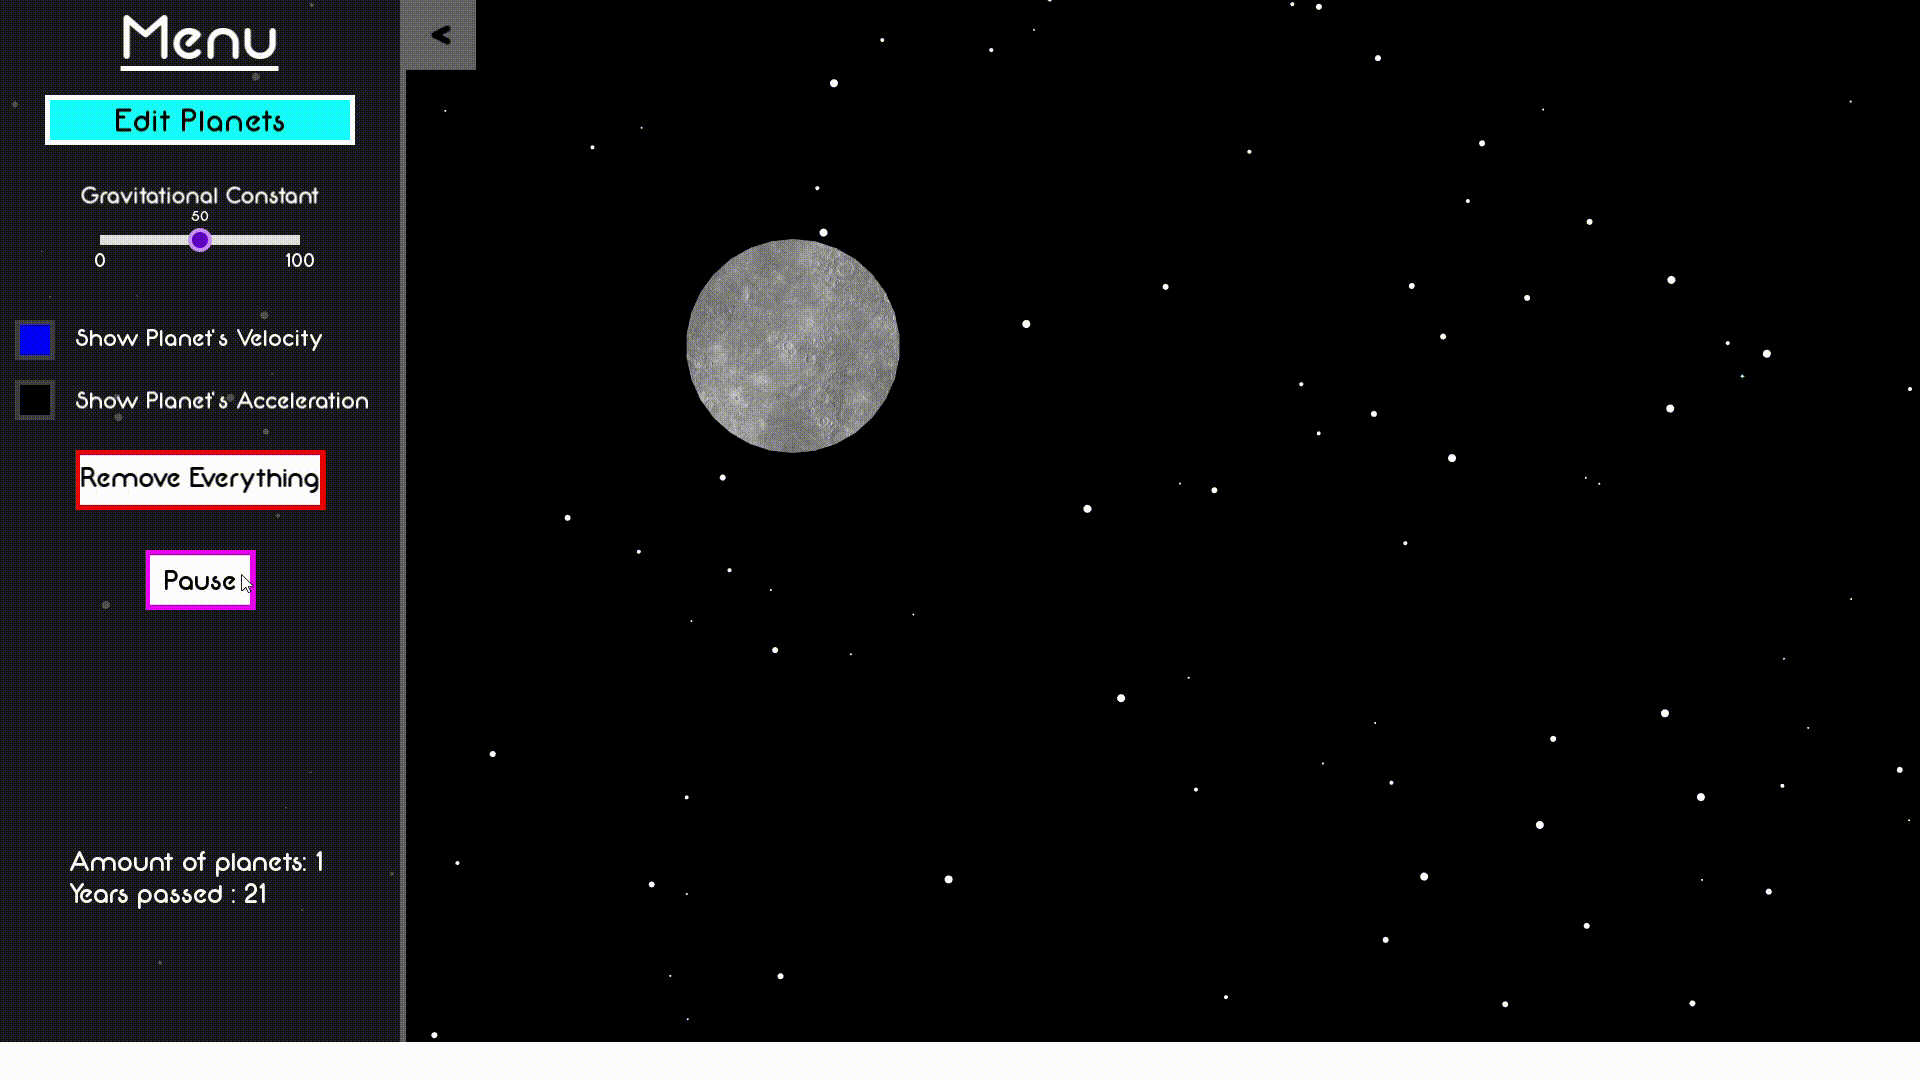 Menu
<
Edit Planets
Gravitational Constant
50
0 100
Show Planet's Velocity
Show Planet's Acceleration
Remove Everything
Pause
Amount of planets: 1
Years passed : 21